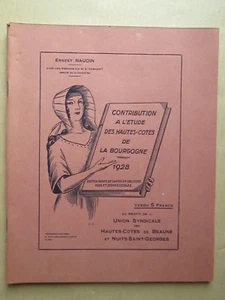 ERNEST NAUDIN
CONTRIBUTION
A L'ETUDE
DES HAUTES-COTES
DE
LA BOURGOGNE
1928
VENDU 5 FRANCS
AU PROFIT DE L'
UNION SYNDICALE
DES
HAUTES-COTES DE BEAUNE
ET NUITS-SAINT-GEORGES